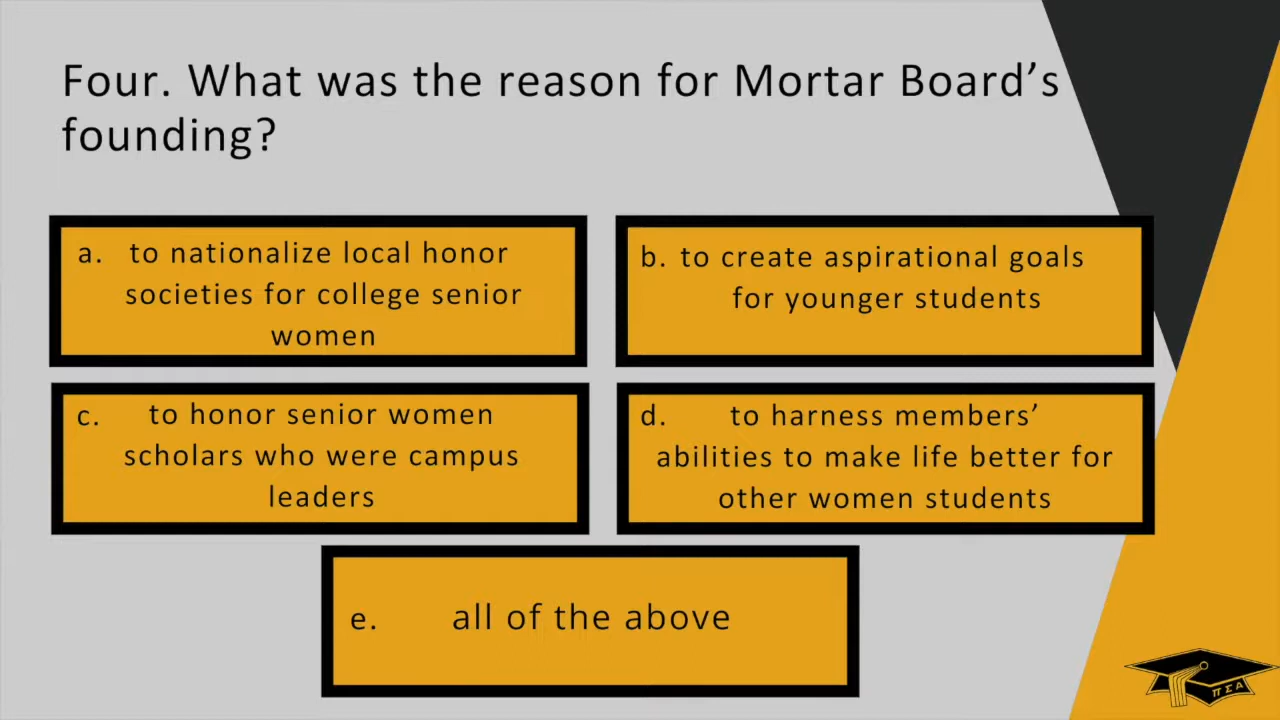 Four. What was the reason for Mortar Board’s
founding?
a. to nationalize local honor
societies for college senior
women
b. to create aspirational goals
for younger students
c. to honor senior women
scholars who were campus
leaders
d. to harness members’
abilities to make life better for
other women students
e. all of the above
ΠΣΑ